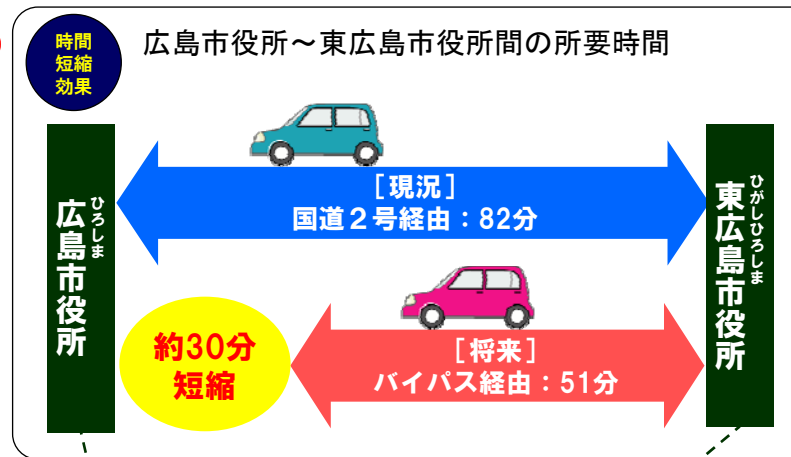 時間
短縮
効果
広島市役所～東広島市役所間の所要時間
ひろしま
広島市役所
［現況］
国道２号経由：82分
ひがしひろしま
東広島市役所
約30分
短縮
［将来］
バイパス経由：51分